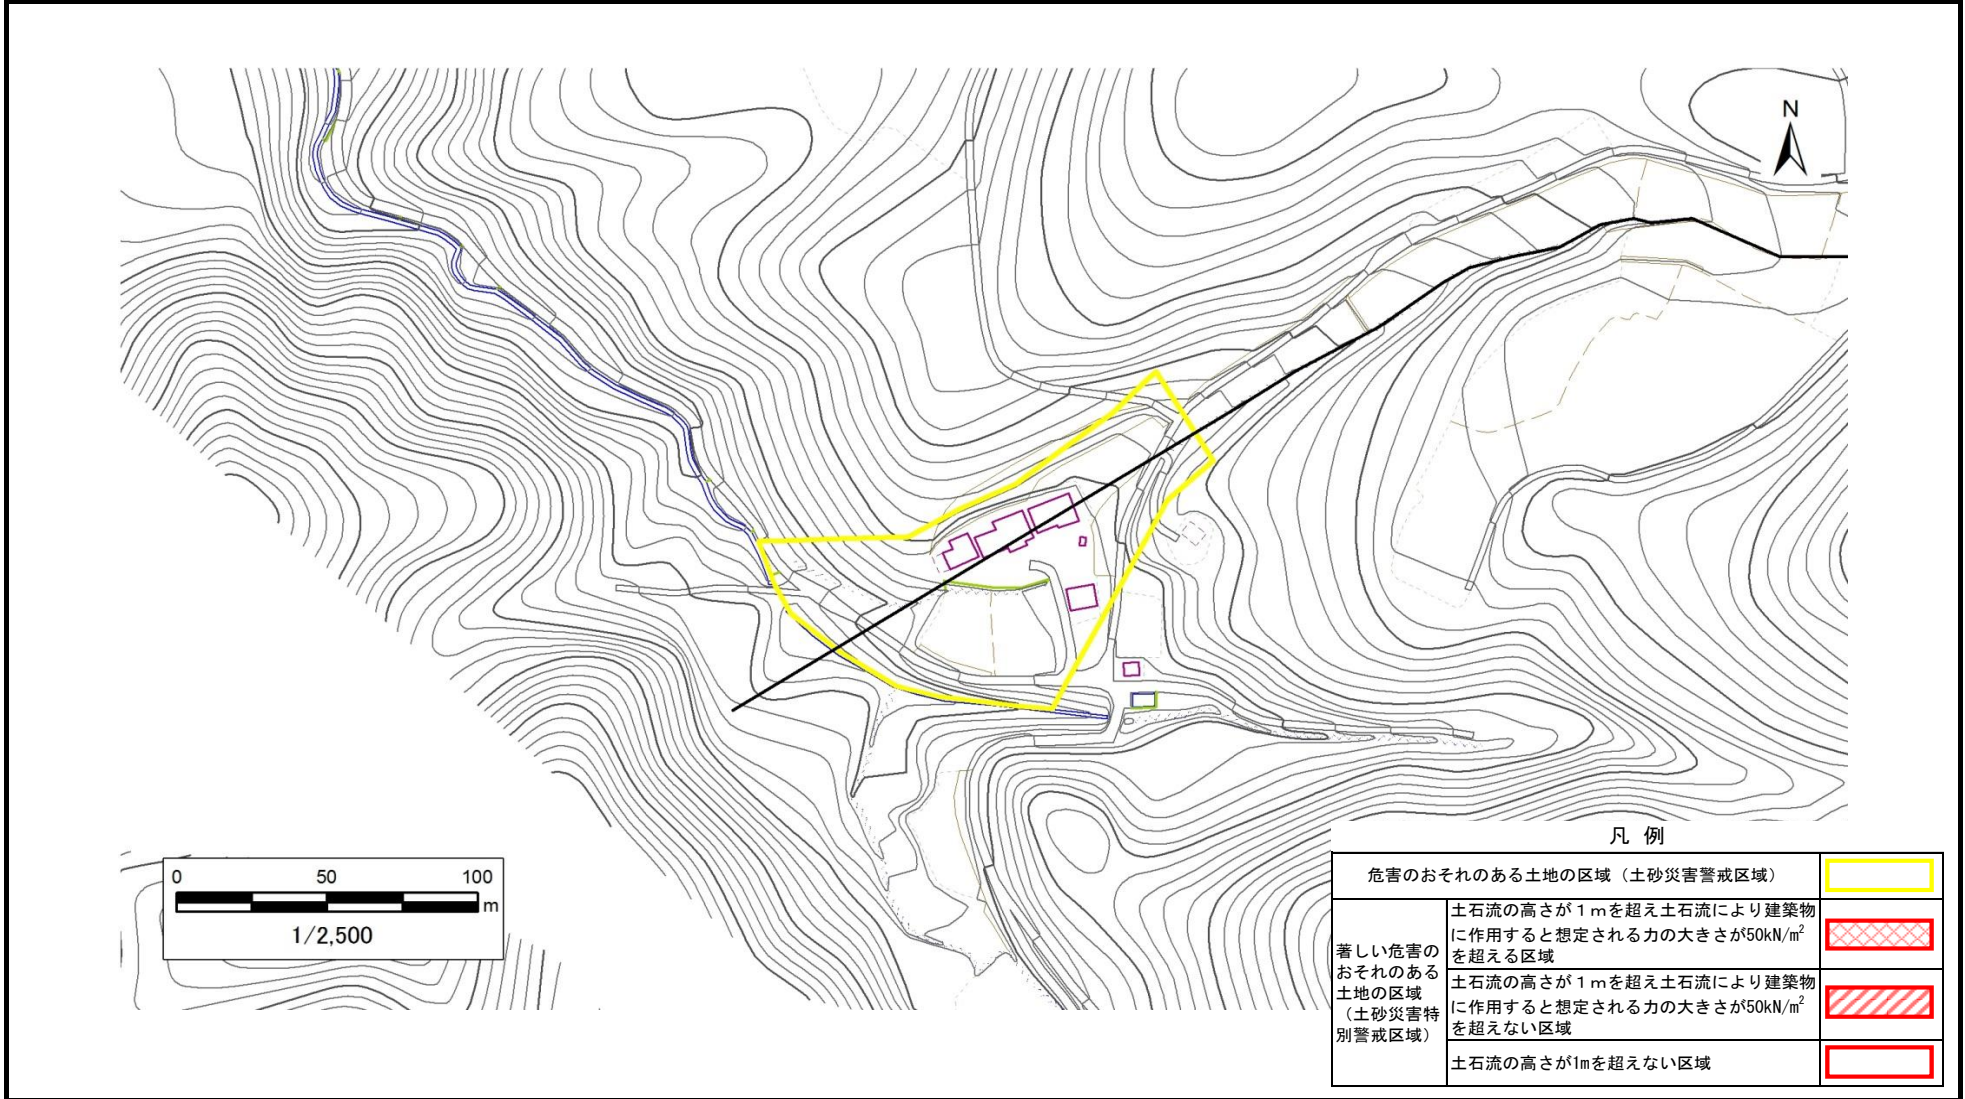 N
0 50 100
m
1/2,500
凡 例
危害のおそれのある土地の区域（土砂災害警戒区域）
著しい危害の
おそれのある
土地の区域
（土砂災害特
別警戒区域）
土石流の高さが１ｍを超え土石流により建築物
に作用すると想定される力の大きさが50kN/m²
を超える区域
土石流の高さが１ｍを超え土石流により建築物
に作用すると想定される力の大きさが50kN/m²
を超えない区域
土石流の高さが1mを超えない区域